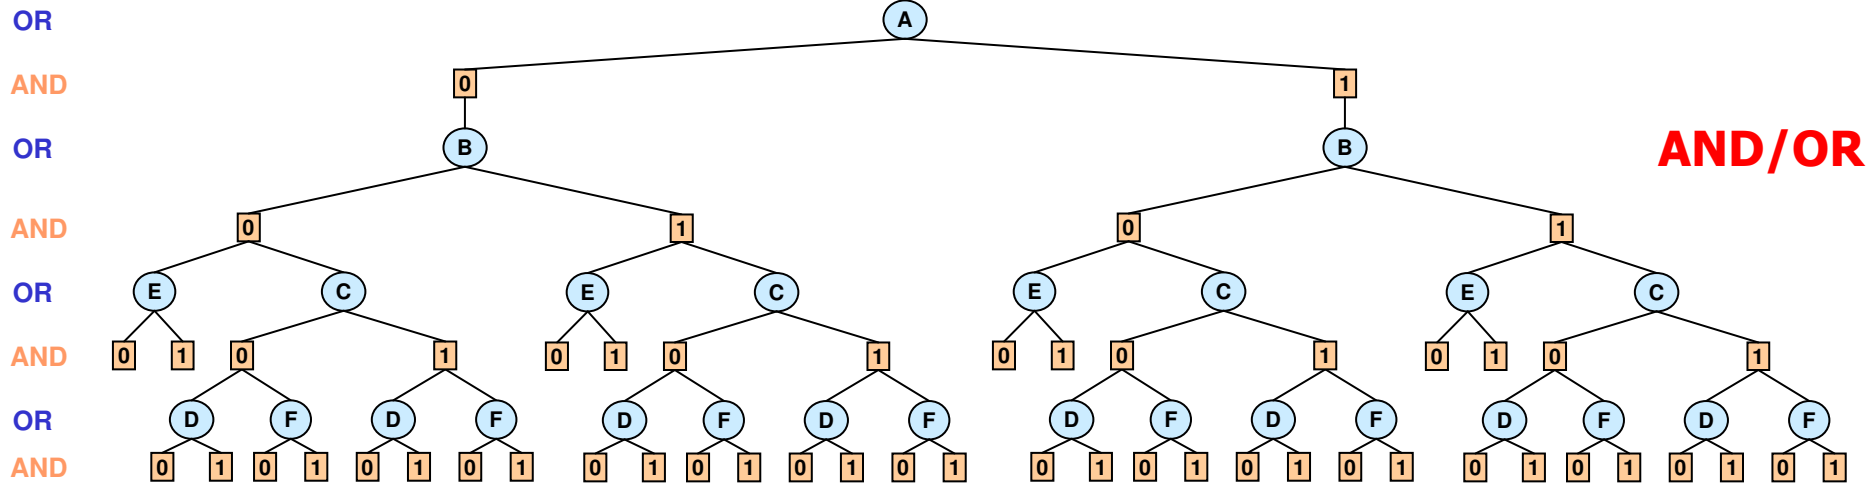 OR A
AND 0 1
OR B B AND/OR
AND 0 1 0 1
OR E C E C E C E C
AND 0 1 0 1 0 1 0 1 0 1 0 1 0 1 0 1
OR D F D F D F D F D F D F D F D F
AND 0 1 0 1 0 1 0 1 0 1 0 1 0 1 0 1 0 1 0 1 0 1 0 1 0 1 0 1 0 1 0 1